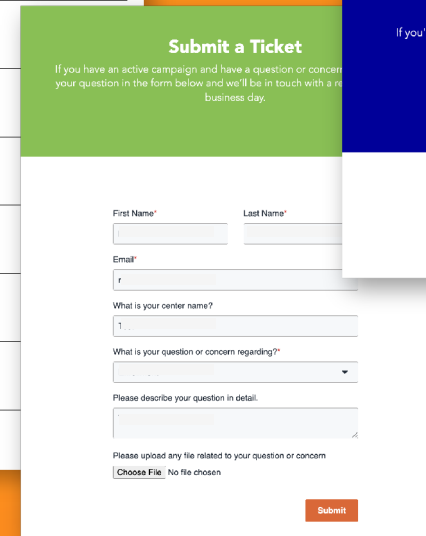 Submit a Ticket
If you have an active campaign and have a question or concern
your question in the form below and we'll be in touch with a re
business day.
If you'
First Name*
Last Name*
Email*
r
What is your center name?
T
What is your question or concern regarding?*
Please describe your question in detail.
Please upload any file related to your question or concern
Choose File No file chosen
Submit